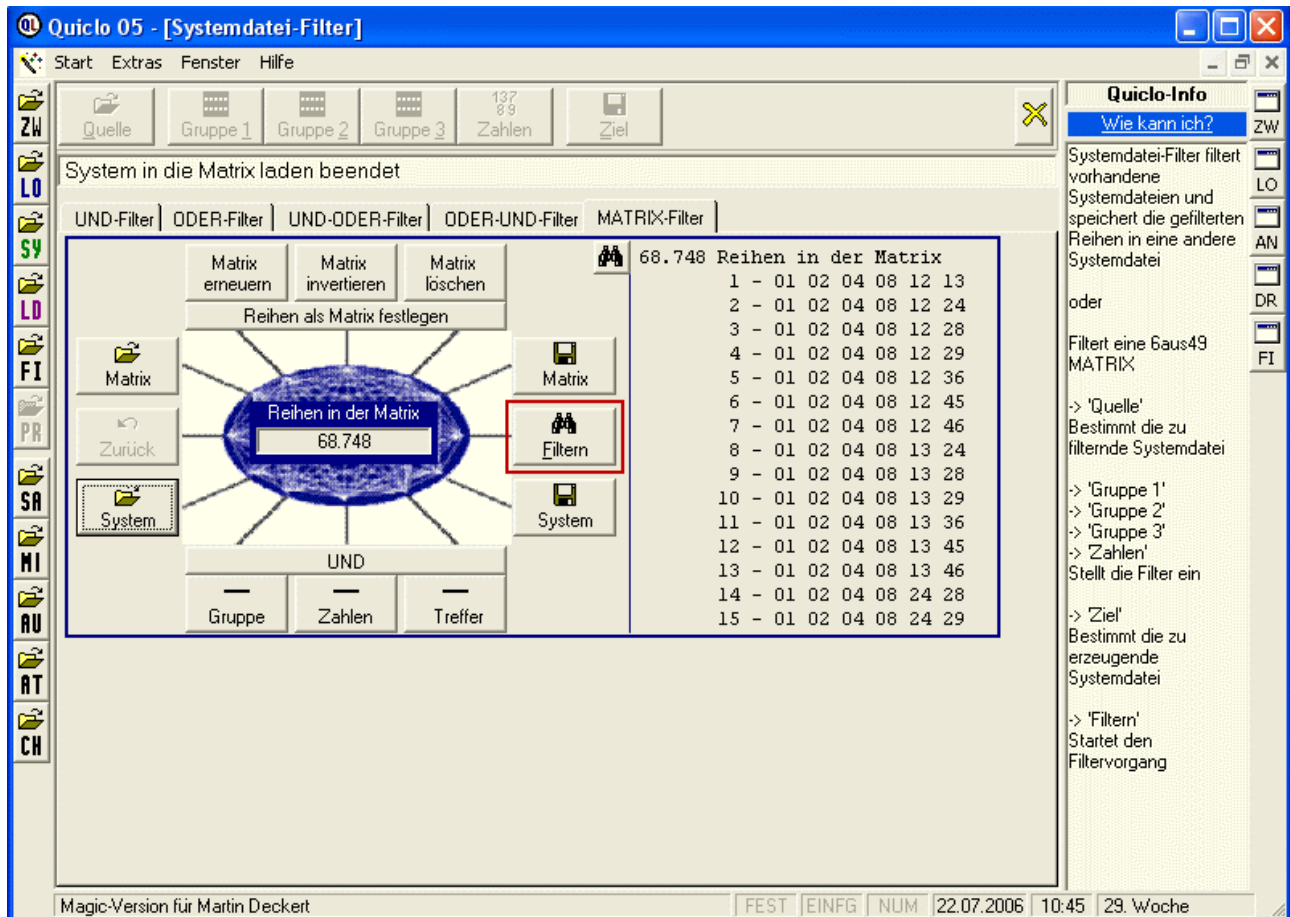 Quiclo 05 - [Systemdatei-Filter]
Start Extras Fenster Hilfe
ZW
LO
SY
LD
FI
PR
SA
MI
AU
AT
CH
Quelle
Gruppe 1
Gruppe 2
Gruppe 3
137
89
Zahlen
Ziel
System in die Matrix laden beendet
UND-Filter
ODER-Filter
UND-ODER-Filter
ODER-UND-Filter
MATRIX-Filter
Matrix erneuern
Matrix invertieren
Matrix löschen
Reihen als Matrix festlegen
Matrix
Matrix
Reihen in der Matrix
68.748
Zurück
Filtern
System
System
UND
Gruppe
Zahlen
Treffer
68.748 Reihen in der Matrix
1 - 01 02 04 08 12 13
2 - 01 02 04 08 12 24
3 - 01 02 04 08 12 28
4 - 01 02 04 08 12 29
5 - 01 02 04 08 12 36
6 - 01 02 04 08 12 45
7 - 01 02 04 08 12 46
8 - 01 02 04 08 13 24
9 - 01 02 04 08 13 28
10 - 01 02 04 08 13 29
11 - 01 02 04 08 13 36
12 - 01 02 04 08 13 45
13 - 01 02 04 08 13 46
14 - 01 02 04 08 24 28
15 - 01 02 04 08 24 29
Quiclo-Info
Wie kann ich?
Systemdatei-Filter filtert
vorhandene
Systemdateien und
speichert die gefilterten
Reihen in eine andere
Systemdatei
oder
Filtert eine 6aus49
MATRIX
-> 'Quelle'
Bestimmt die zu
filternde Systemdatei
-> 'Gruppe 1'
-> 'Gruppe 2'
-> 'Gruppe 3'
-> 'Zahlen'
Stellt die Filter ein
-> 'Ziel'
Bestimmt die zu
erzeugende
Systemdatei
-> 'Filtern'
Startet den
Filtervorgang
ZW
LO
AN
DR
FI
Magic-Version für Martin Deckert
FEST EINFG NUM 22.07.2006 10:45 29. Woche